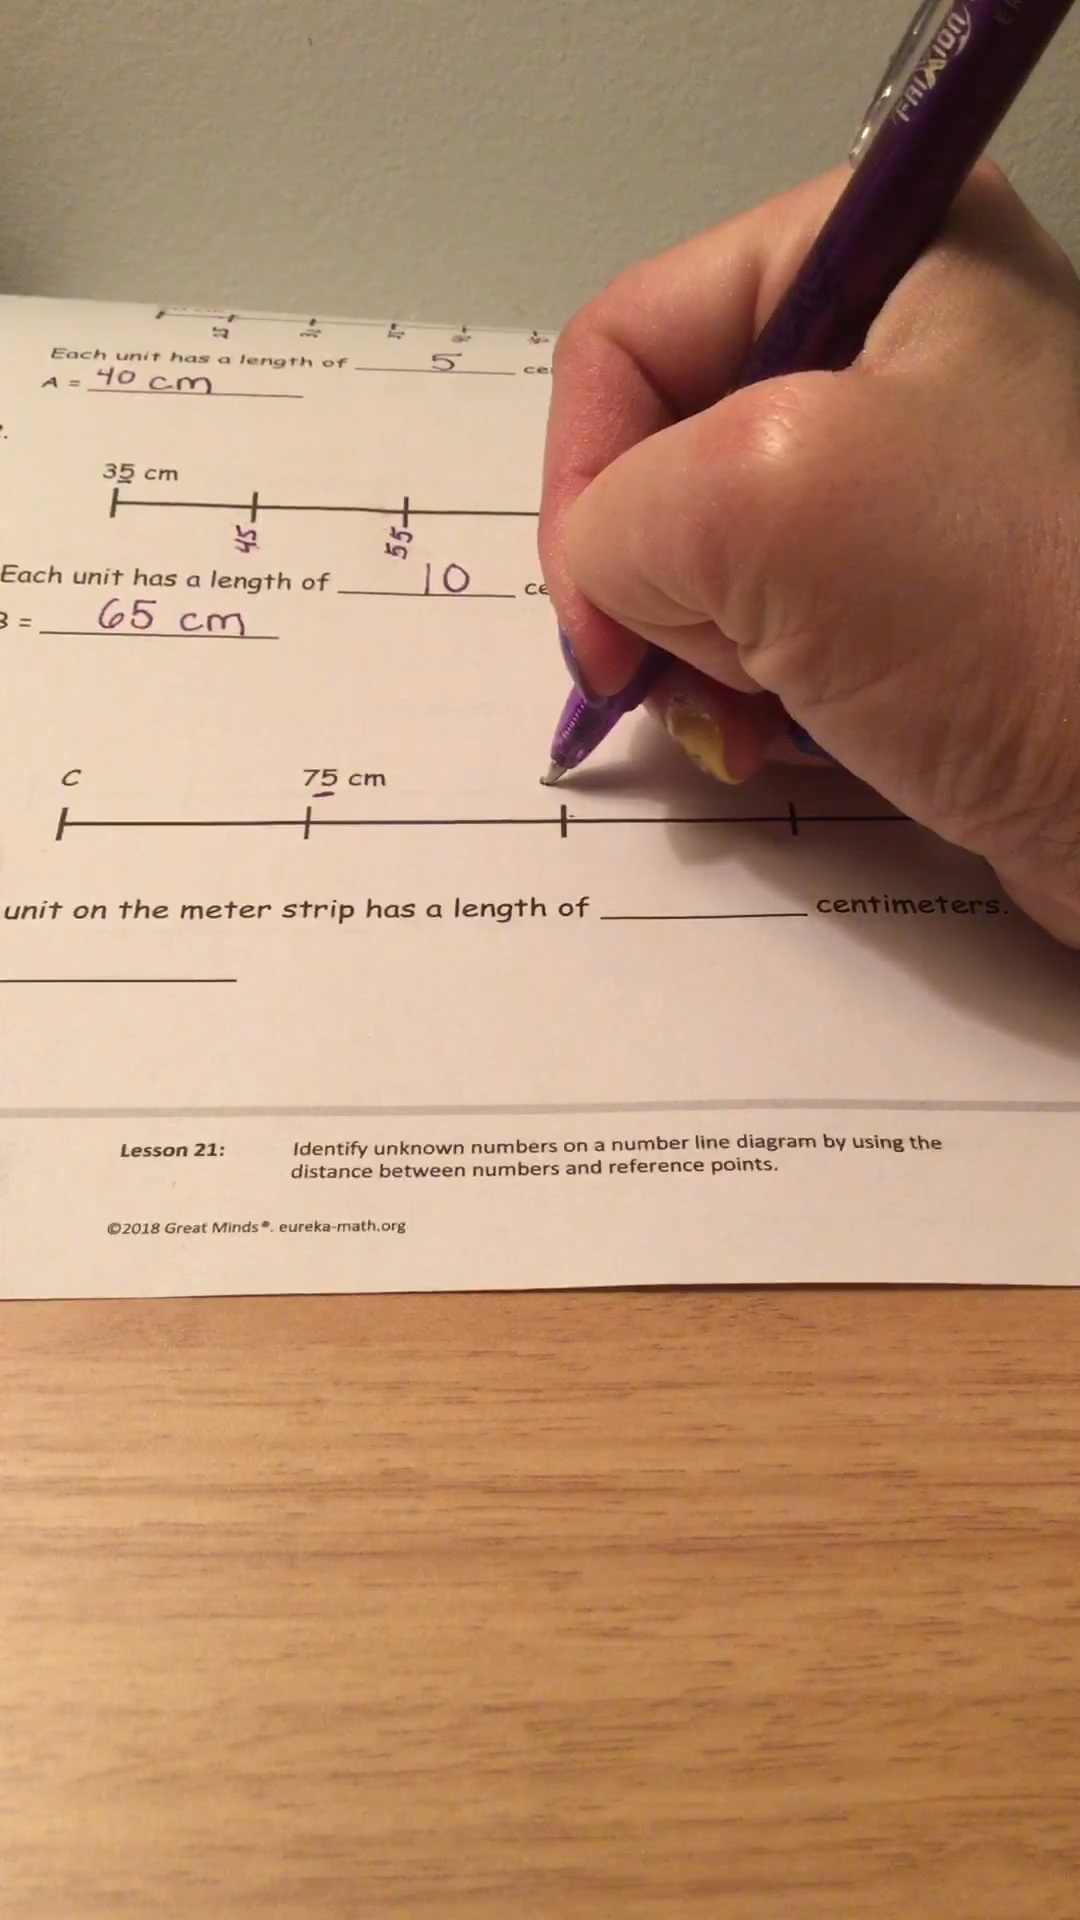 Each unit has a length of 5 ce
A = 40 cm
35 cm
45 55
Each unit has a length of 10 ce
= 65 cm
C 75 cm
unit on the meter strip has a length of centimeters.
Lesson 21: Identify unknown numbers on a number line diagram by using the
distance between numbers and reference points.
©2018 Great Minds®. eureka-math.org
FRIXION